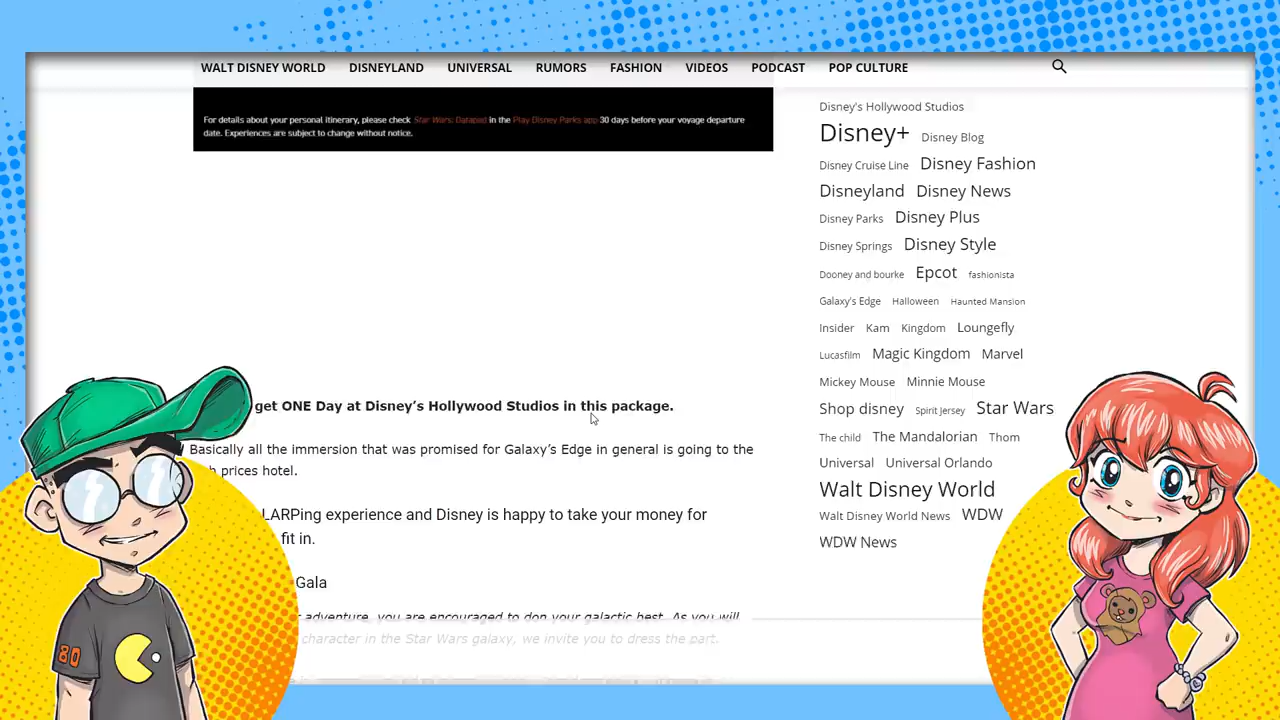 WALT DISNEY WORLD DISNEYLAND UNIVERSAL RUMORS FASHION VIDEOS PODCAST POP CULTURE
For details about your personal itinerary, please check Star Wars: Datapad in the Play Disney Parks app 30 days before your voyage departure
date. Experiences are subject to change without notice.
get ONE Day at Disney's Hollywood Studios in this package.
Basically all the immersion that was promised for Galaxy's Edge in general is going to the
prices hotel.
LARPing experience and Disney is happy to take your money for
fit in.
Gala
adventure, you are encouraged to don your galactic best. As you will
character in the Star Wars galaxy, we invite you to dress the part.
Disney's Hollywood Studios
Disney+ Disney Blog
Disney Cruise Line Disney Fashion
Disneyland Disney News
Disney Parks Disney Plus
Disney Springs Disney Style
Dooney and bourke Epcot fashionista
Galaxy's Edge Halloween Haunted Mansion
Insider Kam Kingdom Loungefly
Lucasfilm Magic Kingdom Marvel
Mickey Mouse Minnie Mouse
Shop disney Spirit Jersey Star Wars
The child The Mandalorian Thom
Universal Universal Orlando
Walt Disney World
Walt Disney World News WDW
WDW News
80